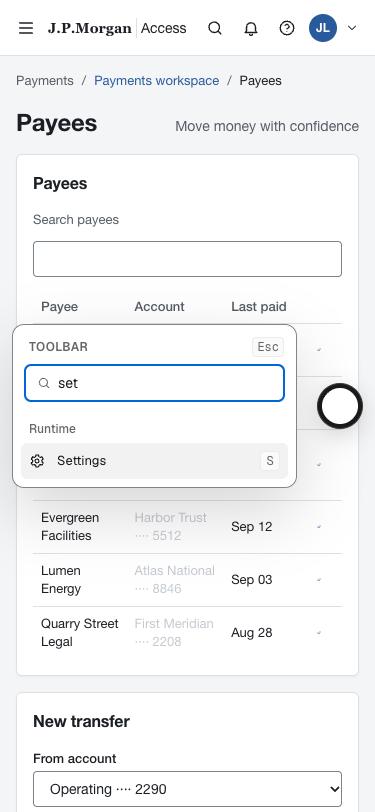 J.P.Morgan Access JL
Payments / Payments workspace / Payees
Payees Move money with confidence
Payees
Search payees
Payee Account Last paid
TOOLBAR Esc
set
Runtime
Settings S
Evergreen Facilities Harbor Trust ···· 5512 Sep 12
Lumen Energy Atlas National ···· 8846 Sep 03
Quarry Street Legal First Meridian ···· 2208 Aug 28
New transfer
From account
Operating ···· 2290